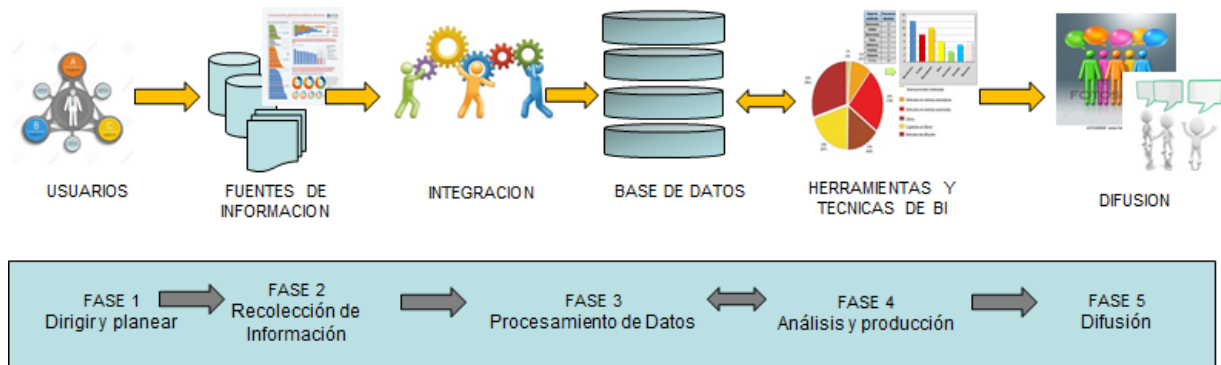 A
B
C
USUARIOS
FUENTES DE
INFORMACION
INTEGRACION
BASE DE DATOS
HERRAMIENTAS Y
TECNICAS DE BI
DIFUSION
FASE 1
Dirigir y planear
FASE 2
Recolección de
Información
FASE 3
Procesamiento de Datos
FASE 4
Análisis y producción
FASE 5
Difusión